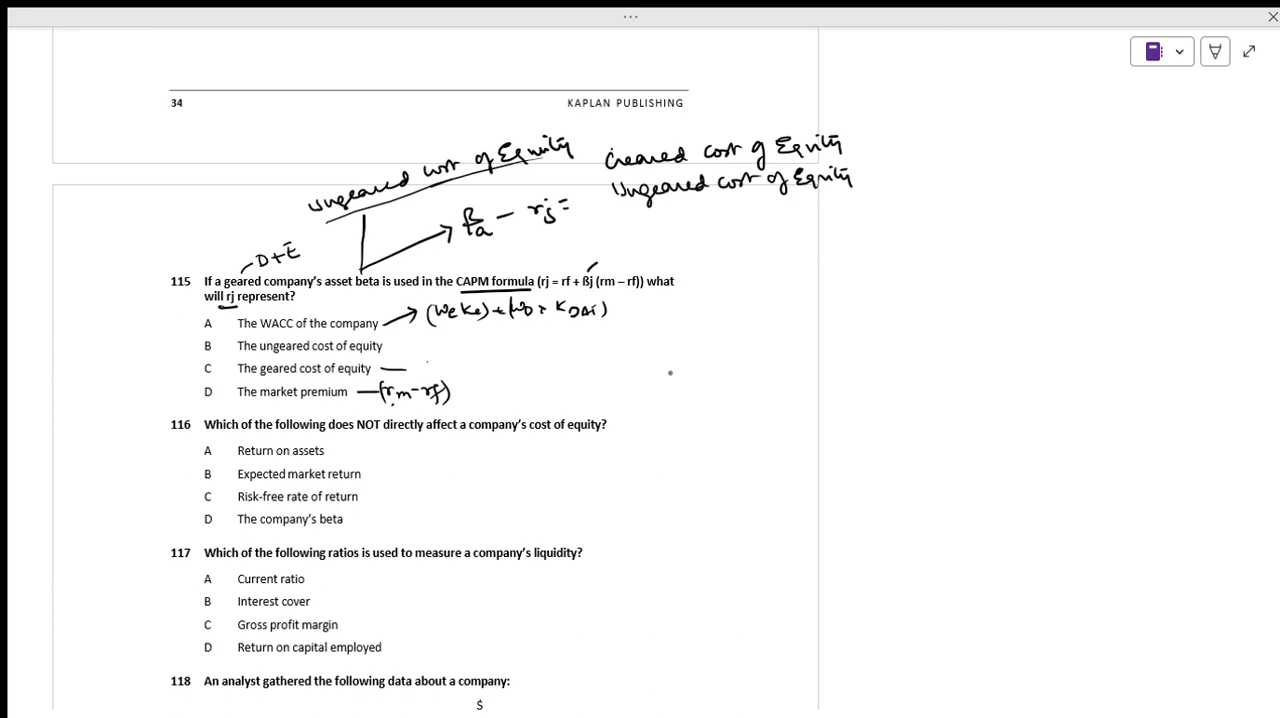 34
KAPLAN PUBLISHING
Ungeared cost of Equity
Geared cost of Equity
Ungeared cost of Equity
βa – rj =
D+E
115 If a geared company's asset beta is used in the CAPM formula (rj = rf + ßj (rm – rf)) what
will rj represent?
A The WACC of the company
(We Ke) + (WD × KDAT)
B The ungeared cost of equity
C The geared cost of equity
D The market premium — (rm – rf)
116 Which of the following does NOT directly affect a company's cost of equity?
A Return on assets
B Expected market return
C Risk-free rate of return
D The company's beta
117 Which of the following ratios is used to measure a company's liquidity?
A Current ratio
B Interest cover
C Gross profit margin
D Return on capital employed
118 An analyst gathered the following data about a company:
$